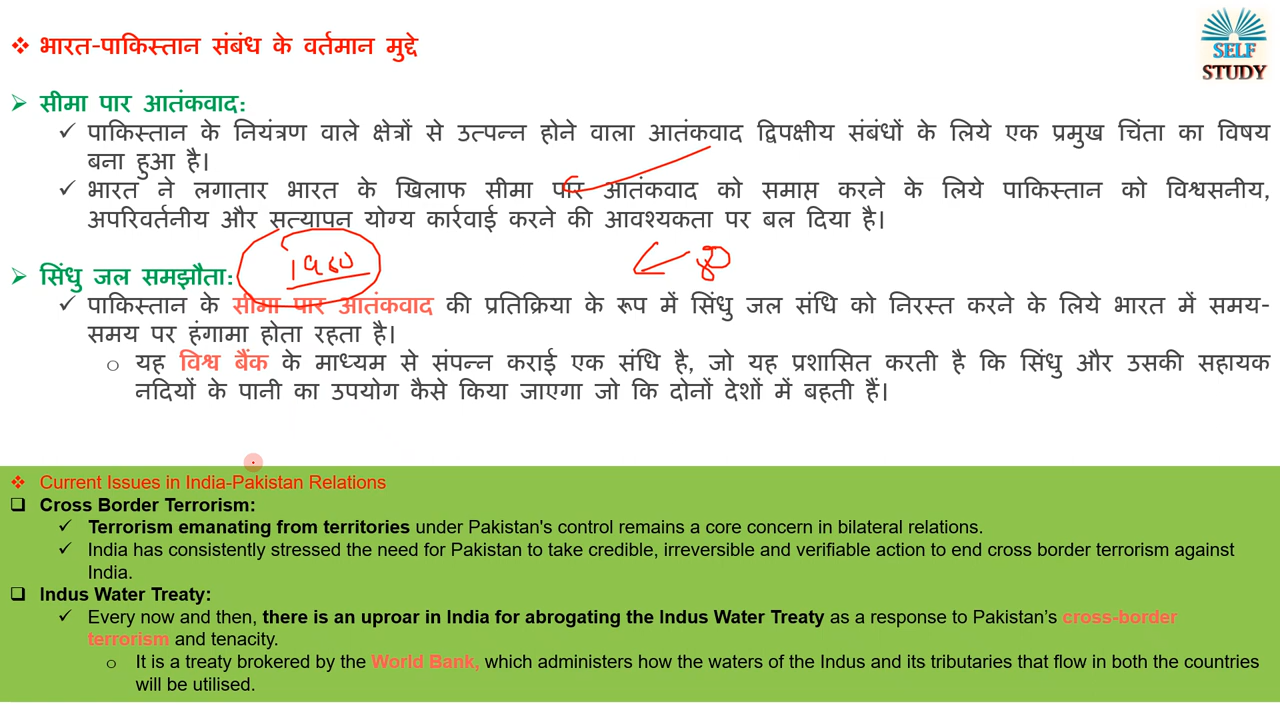 ❖ भारत-पाकिस्तान संबंध के वर्तमान मुद्दे
SELF
STUDY
➢ सीमा पार आतंकवाद:
✓ पाकिस्तान के नियंत्रण वाले क्षेत्रों से उत्पन्न होने वाला आतंकवाद द्विपक्षीय संबंधों के लिये एक प्रमुख चिंता का विषय
बना हुआ है।
✓ भारत ने लगातार भारत के खिलाफ सीमा पार आतंकवाद को समाप्त करने के लिये पाकिस्तान को विश्वसनीय,
अपरिवर्तनीय और सत्यापन योग्य कार्रवाई करने की आवश्यकता पर बल दिया है।
➢ सिंधु जल समझौता:
1960
✓ पाकिस्तान के सीमा पार आतंकवाद की प्रतिक्रिया के रूप में सिंधु जल संधि को निरस्त करने के लिये भारत में समय-
समय पर हंगामा होता रहता है।
o यह विश्व बैंक के माध्यम से संपन्न कराई एक संधि है, जो यह प्रशासित करती है कि सिंधु और उसकी सहायक
नदियों के पानी का उपयोग कैसे किया जाएगा जो कि दोनों देशों में बहती हैं।
❖ Current Issues in India-Pakistan Relations
❑ Cross Border Terrorism:
✓ Terrorism emanating from territories under Pakistan's control remains a core concern in bilateral relations.
✓ India has consistently stressed the need for Pakistan to take credible, irreversible and verifiable action to end cross border terrorism against
India.
❑ Indus Water Treaty:
✓ Every now and then, there is an uproar in India for abrogating the Indus Water Treaty as a response to Pakistan’s cross-border
terrorism and tenacity.
o It is a treaty brokered by the World Bank, which administers how the waters of the Indus and its tributaries that flow in both the countries
will be utilised.